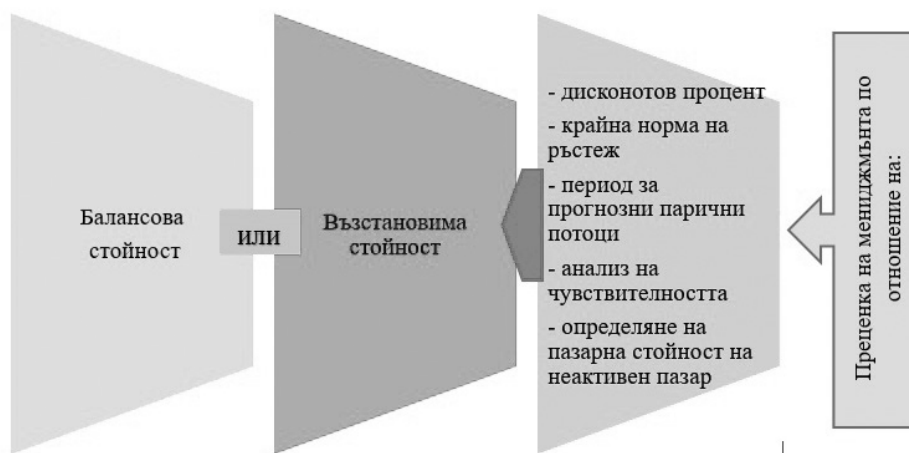 Балансова
стойност
или
Възстановима
стойност
- дисконотов процент
- крайна норма на
ръстеж
- период за
прогнозни парични
потоци
- анализ на
чувствителността
- определяне на
пазарна стойност на
неактивен пазар
Преценка на мениджмънта по
отношение на: